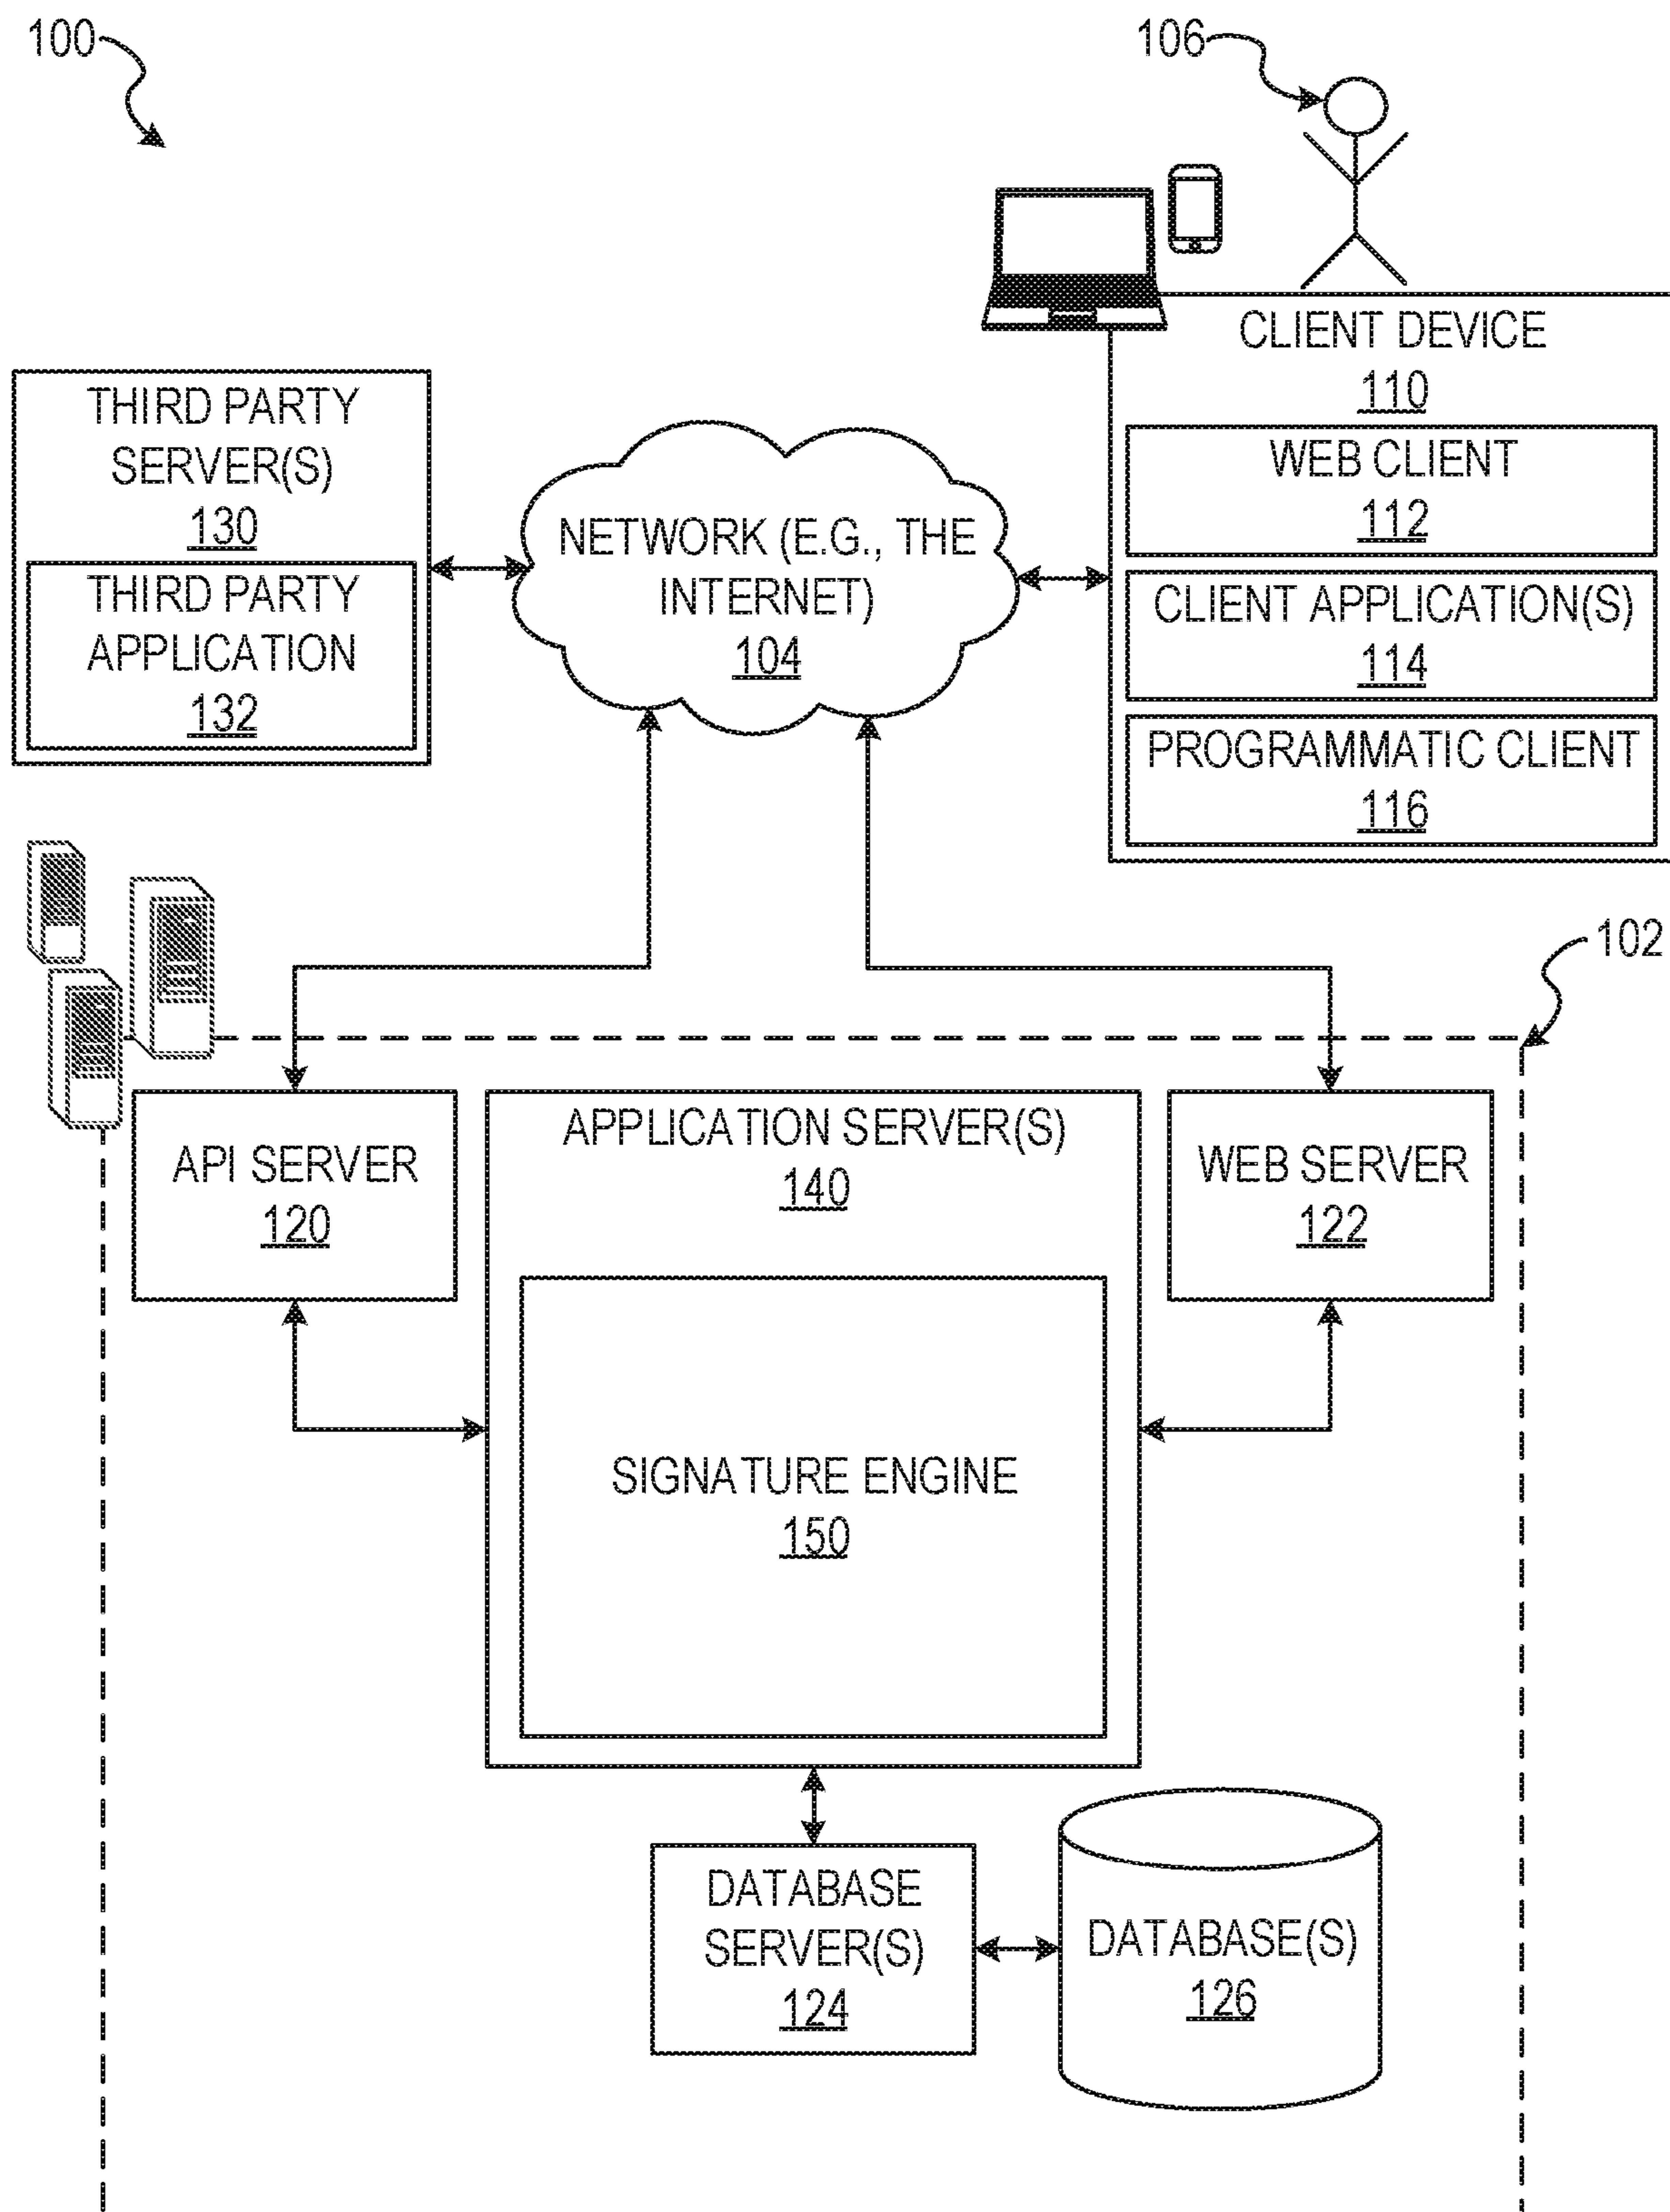 100
106
CLIENT DEVICE
110
WEB CLIENT
112
CLIENT APPLICATION(S)
114
PROGRAMMATIC CLIENT
116
THIRD PARTY
SERVER(S)
130
THIRD PARTY
APPLICATION
132
NETWORK (E.G., THE
INTERNET)
104
102
API SERVER
120
APPLICATION SERVER(S)
140
SIGNATURE ENGINE
150
WEB SERVER
122
DATABASE
SERVER(S)
124
DATABASE(S)
126